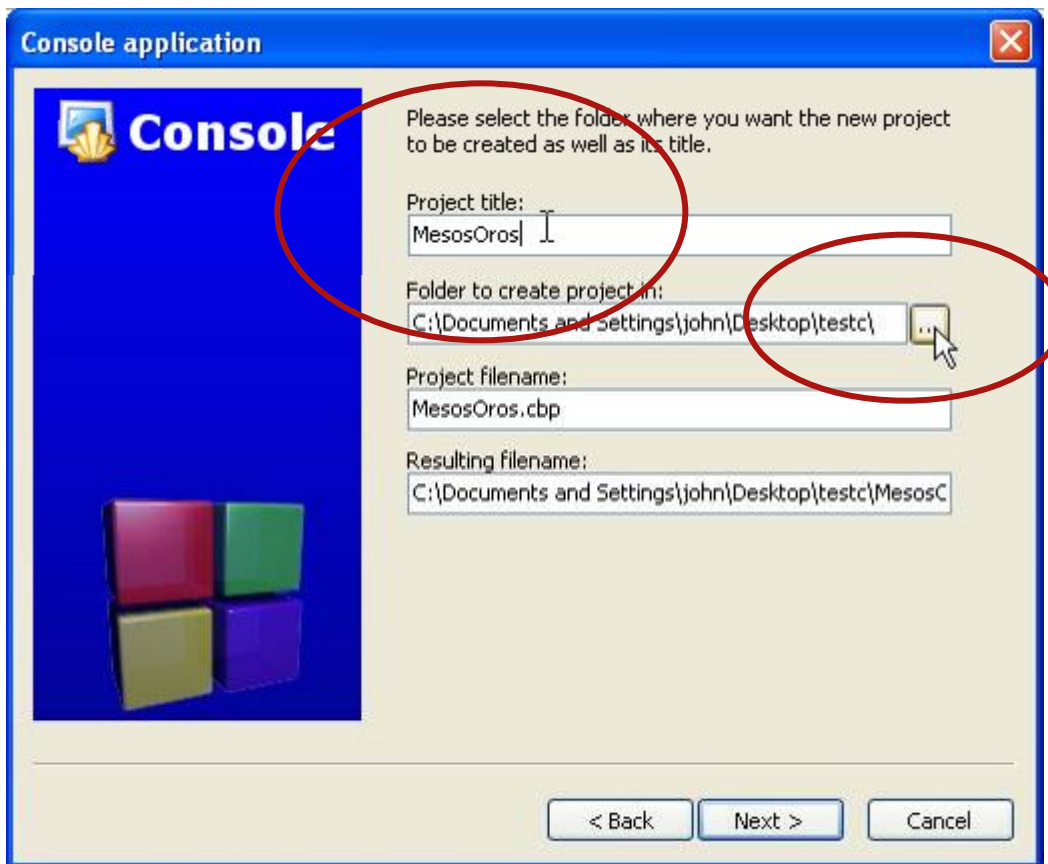 Console application
Console
Please select the folder where you want the new project
to be created as well as its title.
Project title:
MesosOros
Folder to create project in:
C:\Documents and Settings\john\Desktop\testc\
...
Project filename:
MesosOros.cbp
Resulting filename:
C:\Documents and Settings\john\Desktop\testc\MesosC
< Back
Next >
Cancel